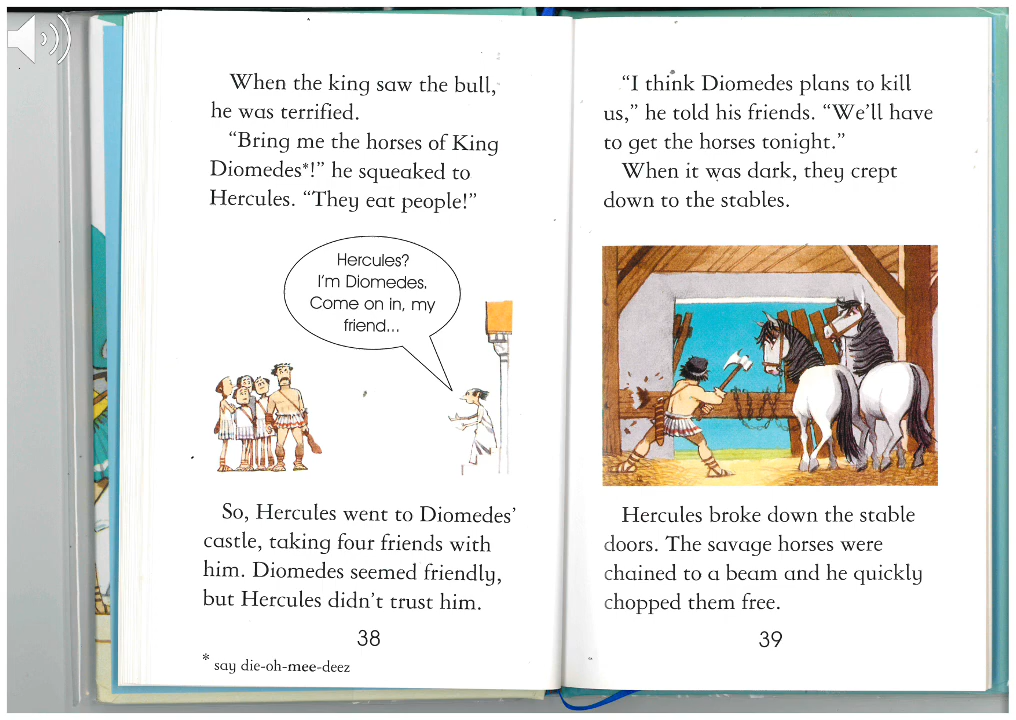 When the king saw the bull,
he was terrified.
“Bring me the horses of King
Diomedes*!” he squeaked to
Hercules. “They eat people!”
Hercules?
I’m Diomedes.
Come on in, my
friend...
So, Hercules went to Diomedes’
castle, taking four friends with
him. Diomedes seemed friendly,
but Hercules didn’t trust him.
38
* say die-oh-mee-deez
“I think Diomedes plans to kill
us,” he told his friends. “We’ll have
to get the horses tonight.”
When it was dark, they crept
down to the stables.
Hercules broke down the stable
doors. The savage horses were
chained to a beam and he quickly
chopped them free.
39